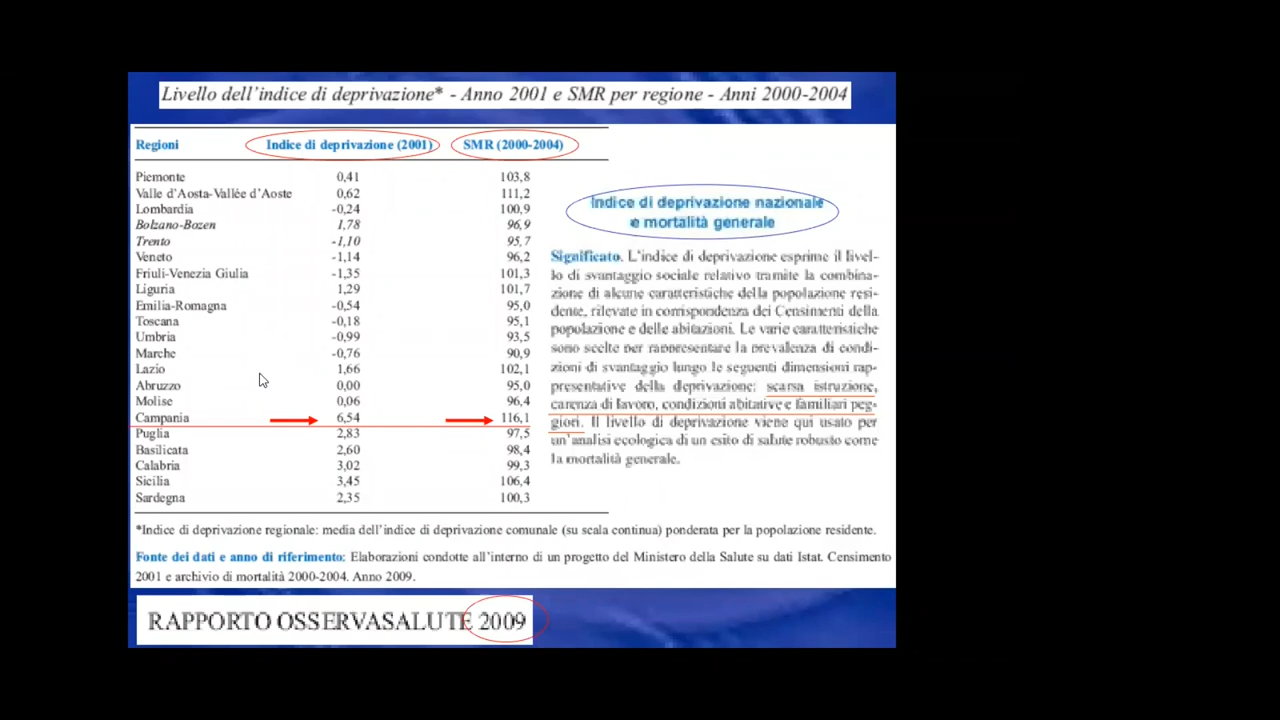 Livello dell'indice di deprivazione* - Anno 2001 e SMR per regione - Anni 2000-2004
Regioni Indice di deprivazione (2001) SMR (2000-2004)
Piemonte 0,41 103,8
Valle d'Aosta-Vallée d'Aoste 0,62 111,2
Lombardia -0,24 100,9
Bolzano-Bozen 1,78 96,9
Trento -1,10 95,7
Veneto -1,14 96,2
Friuli-Venezia Giulia -1,35 101,3
Liguria 1,29 101,7
Emilia-Romagna -0,54 95,0
Toscana -0,18 95,1
Umbria -0,99 93,5
Marche -0,76 90,9
Lazio 1,66 102,1
Abruzzo 0,00 95,0
Molise 0,06 96,4
Campania 6,54 116,1
Puglia 2,83 97,5
Basilicata 2,60 98,4
Calabria 3,02 99,3
Sicilia 3,45 106,4
Sardegna 2,35 100,3
Indice di deprivazione nazionale
e mortalità generale
Significato. L'indice di deprivazione esprime il livel-
lo di svantaggio sociale relativo tramite la combina-
zione di alcune caratteristiche della popolazione resi-
dente, rilevate in corrispondenza dei Censimenti della
popolazione e delle abitazioni. Le varie caratteristiche
sono scelte per rappresentare la prevalenza di condi-
zioni di svantaggio lungo le seguenti dimensioni rap-
presentative della deprivazione: scarsa istruzione,
carenza di lavoro, condizioni abitative e familiari peg-
giori. Il livello di deprivazione viene qui usato per
un'analisi ecologica di un esito di salute robusto come
la mortalità generale.
*Indice di deprivazione regionale: media dell'indice di deprivazione comunale (su scala continua) ponderata per la popolazione residente.
Fonte dei dati e anno di riferimento: Elaborazioni condotte all'interno di un progetto del Ministero della Salute su dati Istat. Censimento
2001 e archivio di mortalità 2000-2004. Anno 2009.
RAPPORTO OSSERVASALUTE 2009